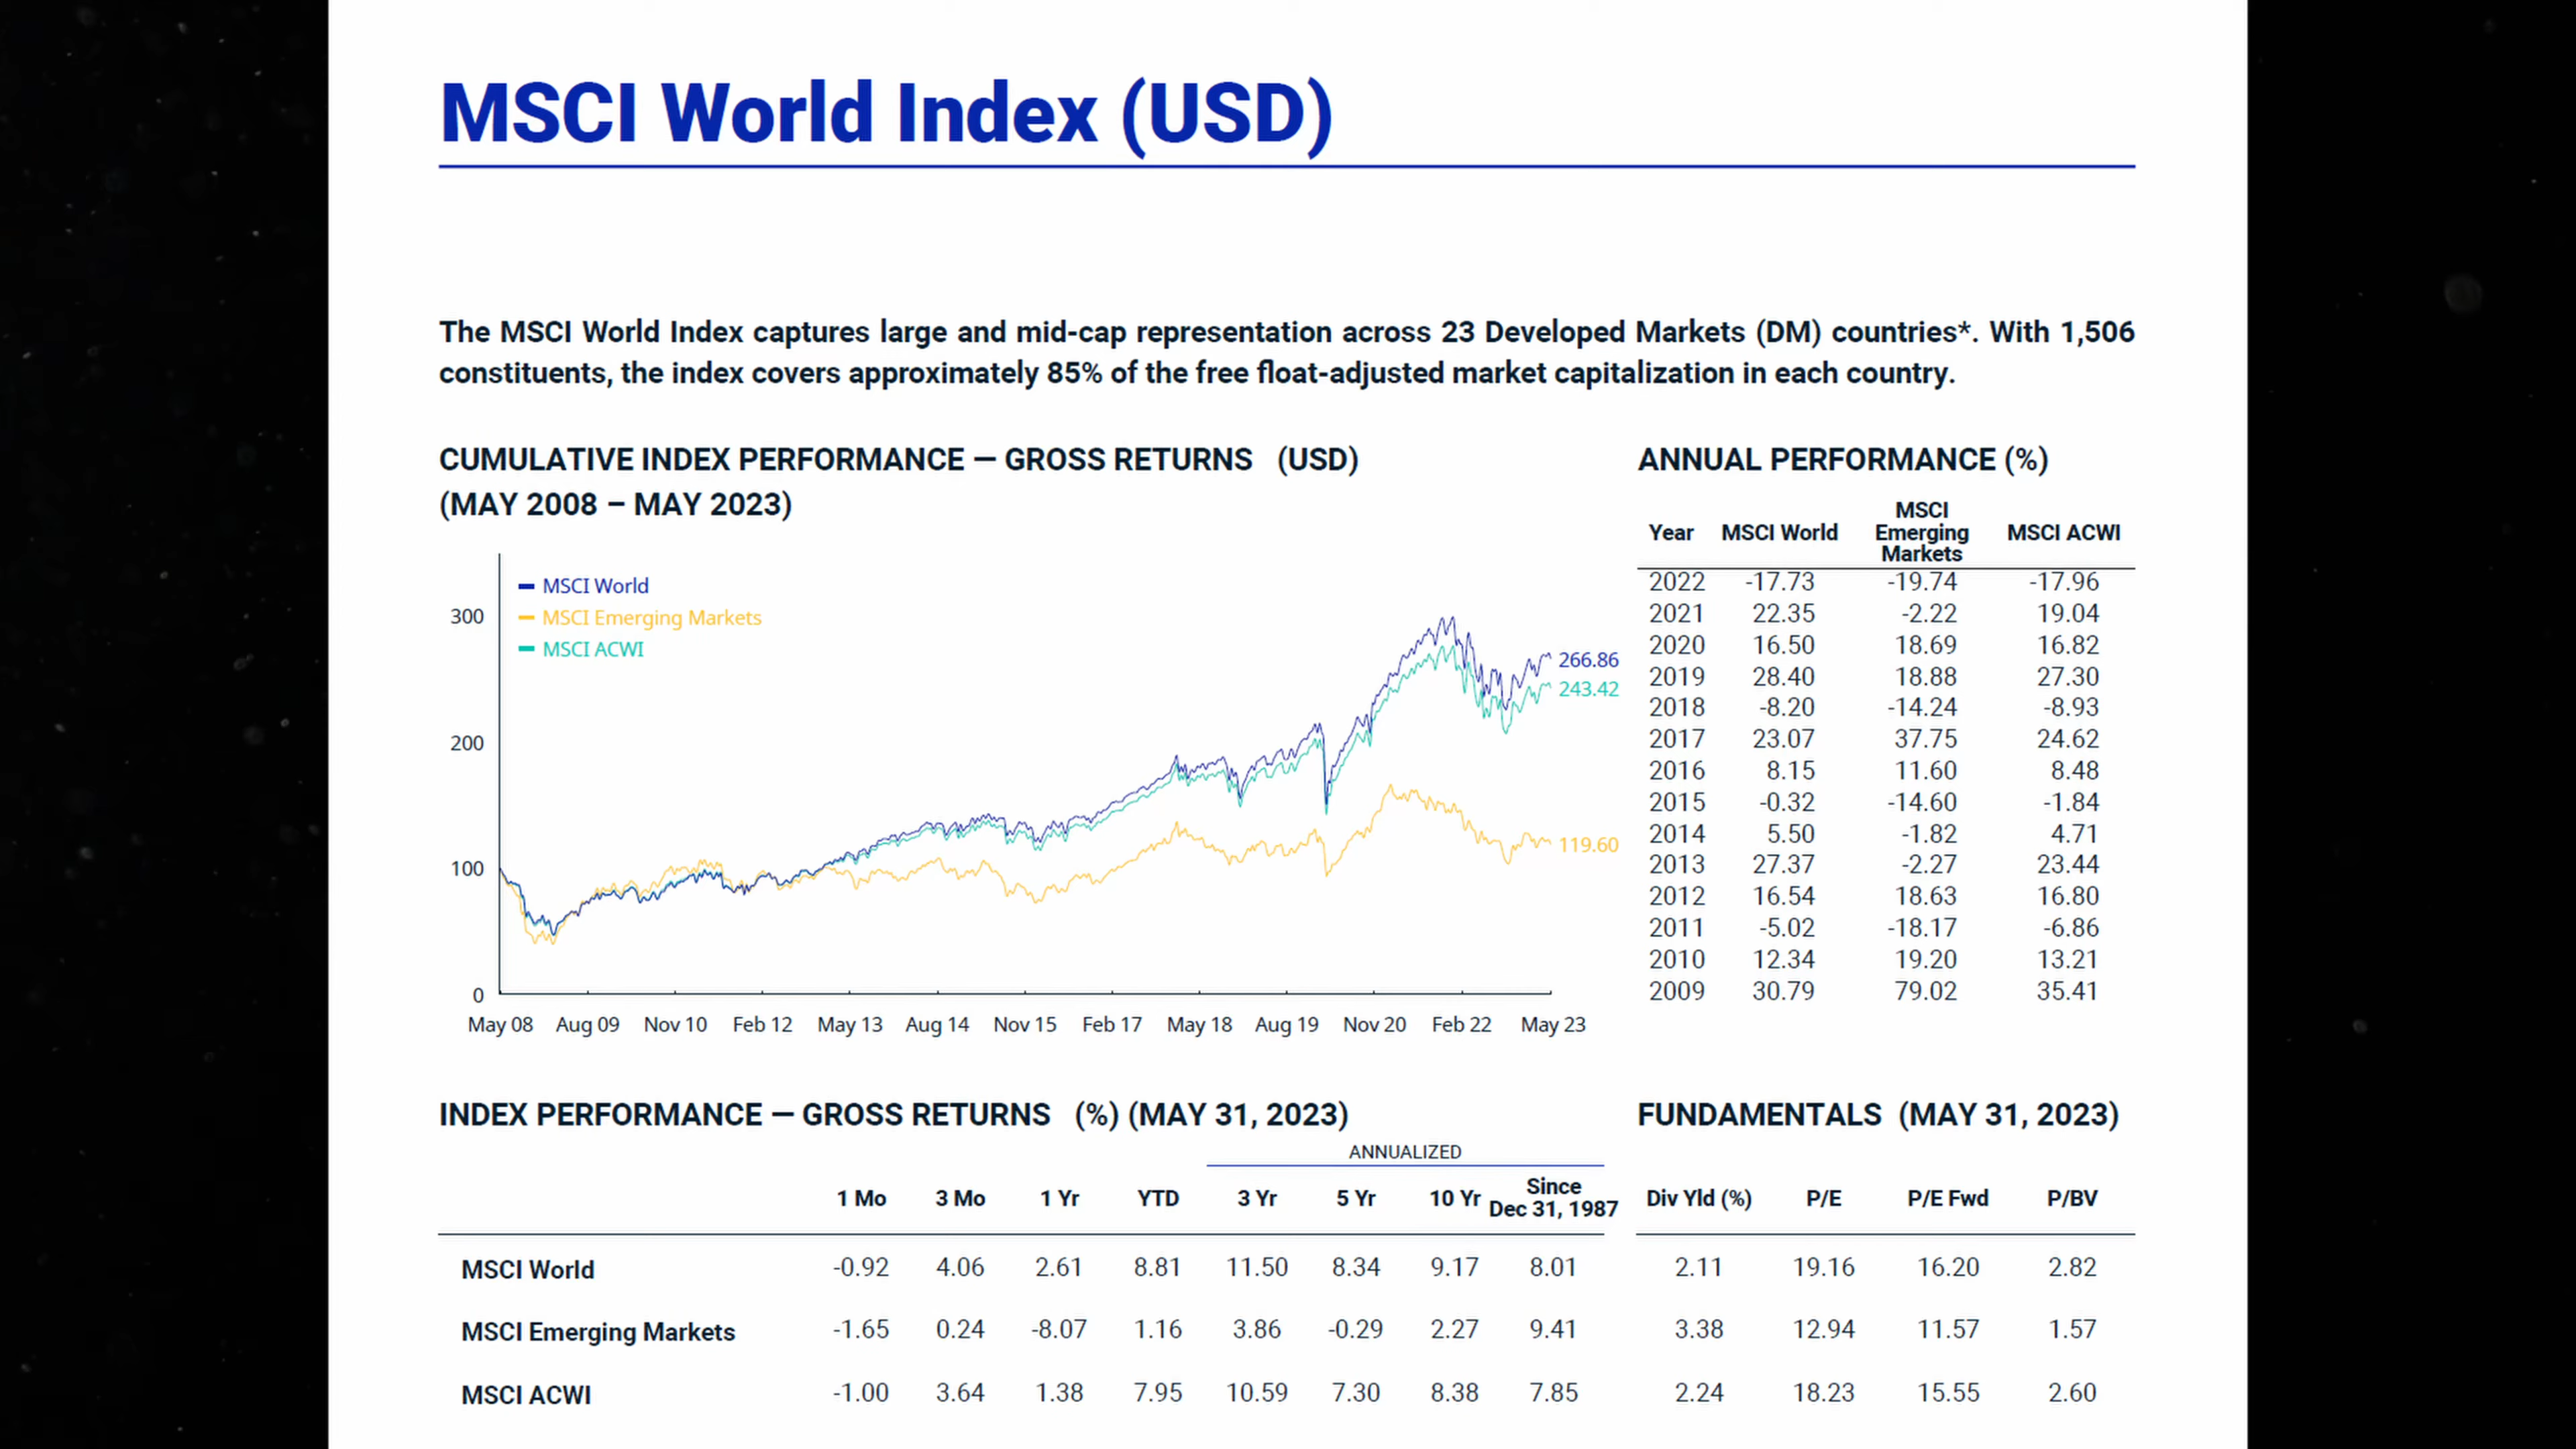 MSCI World Index (USD)
The MSCI World Index captures large and mid-cap representation across 23 Developed Markets (DM) countries*. With 1,506
constituents, the index covers approximately 85% of the free float-adjusted market capitalization in each country.
CUMULATIVE INDEX PERFORMANCE — GROSS RETURNS (USD)
(MAY 2008 – MAY 2023)
MSCI World
MSCI Emerging Markets
MSCI ACWI
300
200
100
0
266.86
243.42
119.60
May 08 Aug 09 Nov 10 Feb 12 May 13 Aug 14 Nov 15 Feb 17 May 18 Aug 19 Nov 20 Feb 22 May 23
ANNUAL PERFORMANCE (%)
Year MSCI World MSCI Emerging Markets MSCI ACWI
2022 -17.73 -19.74 -17.96
2021 22.35 -2.22 19.04
2020 16.50 18.69 16.82
2019 28.40 18.88 27.30
2018 -8.20 -14.24 -8.93
2017 23.07 37.75 24.62
2016 8.15 11.60 8.48
2015 -0.32 -14.60 -1.84
2014 5.50 -1.82 4.71
2013 27.37 -2.27 23.44
2012 16.54 18.63 16.80
2011 -5.02 -18.17 -6.86
2010 12.34 19.20 13.21
2009 30.79 79.02 35.41
INDEX PERFORMANCE — GROSS RETURNS (%) (MAY 31, 2023)
ANNUALIZED
1 Mo 3 Mo 1 Yr YTD 3 Yr 5 Yr 10 Yr Since Dec 31, 1987
MSCI World -0.92 4.06 2.61 8.81 11.50 8.34 9.17 8.01
MSCI Emerging Markets -1.65 0.24 -8.07 1.16 3.86 -0.29 2.27 9.41
MSCI ACWI -1.00 3.64 1.38 7.95 10.59 7.30 8.38 7.85
FUNDAMENTALS (MAY 31, 2023)
Div Yld (%) P/E P/E Fwd P/BV
2.11 19.16 16.20 2.82
3.38 12.94 11.57 1.57
2.24 18.23 15.55 2.60